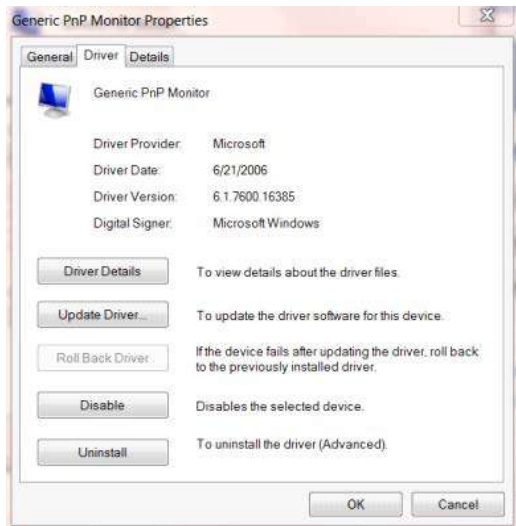 Generic PnP Monitor Properties
General Driver Details
Generic PnP Monitor
Driver Provider: Microsoft
Driver Date: 6/21/2006
Driver Version: 6.1.7600.16385
Digital Signer: Microsoft Windows
Driver Details To view details about the driver files.
Update Driver... To update the driver software for this device.
Roll Back Driver If the device fails after updating the driver, roll back
to the previously installed driver.
Disable Disables the selected device.
Uninstall To uninstall the driver (Advanced).
OK Cancel